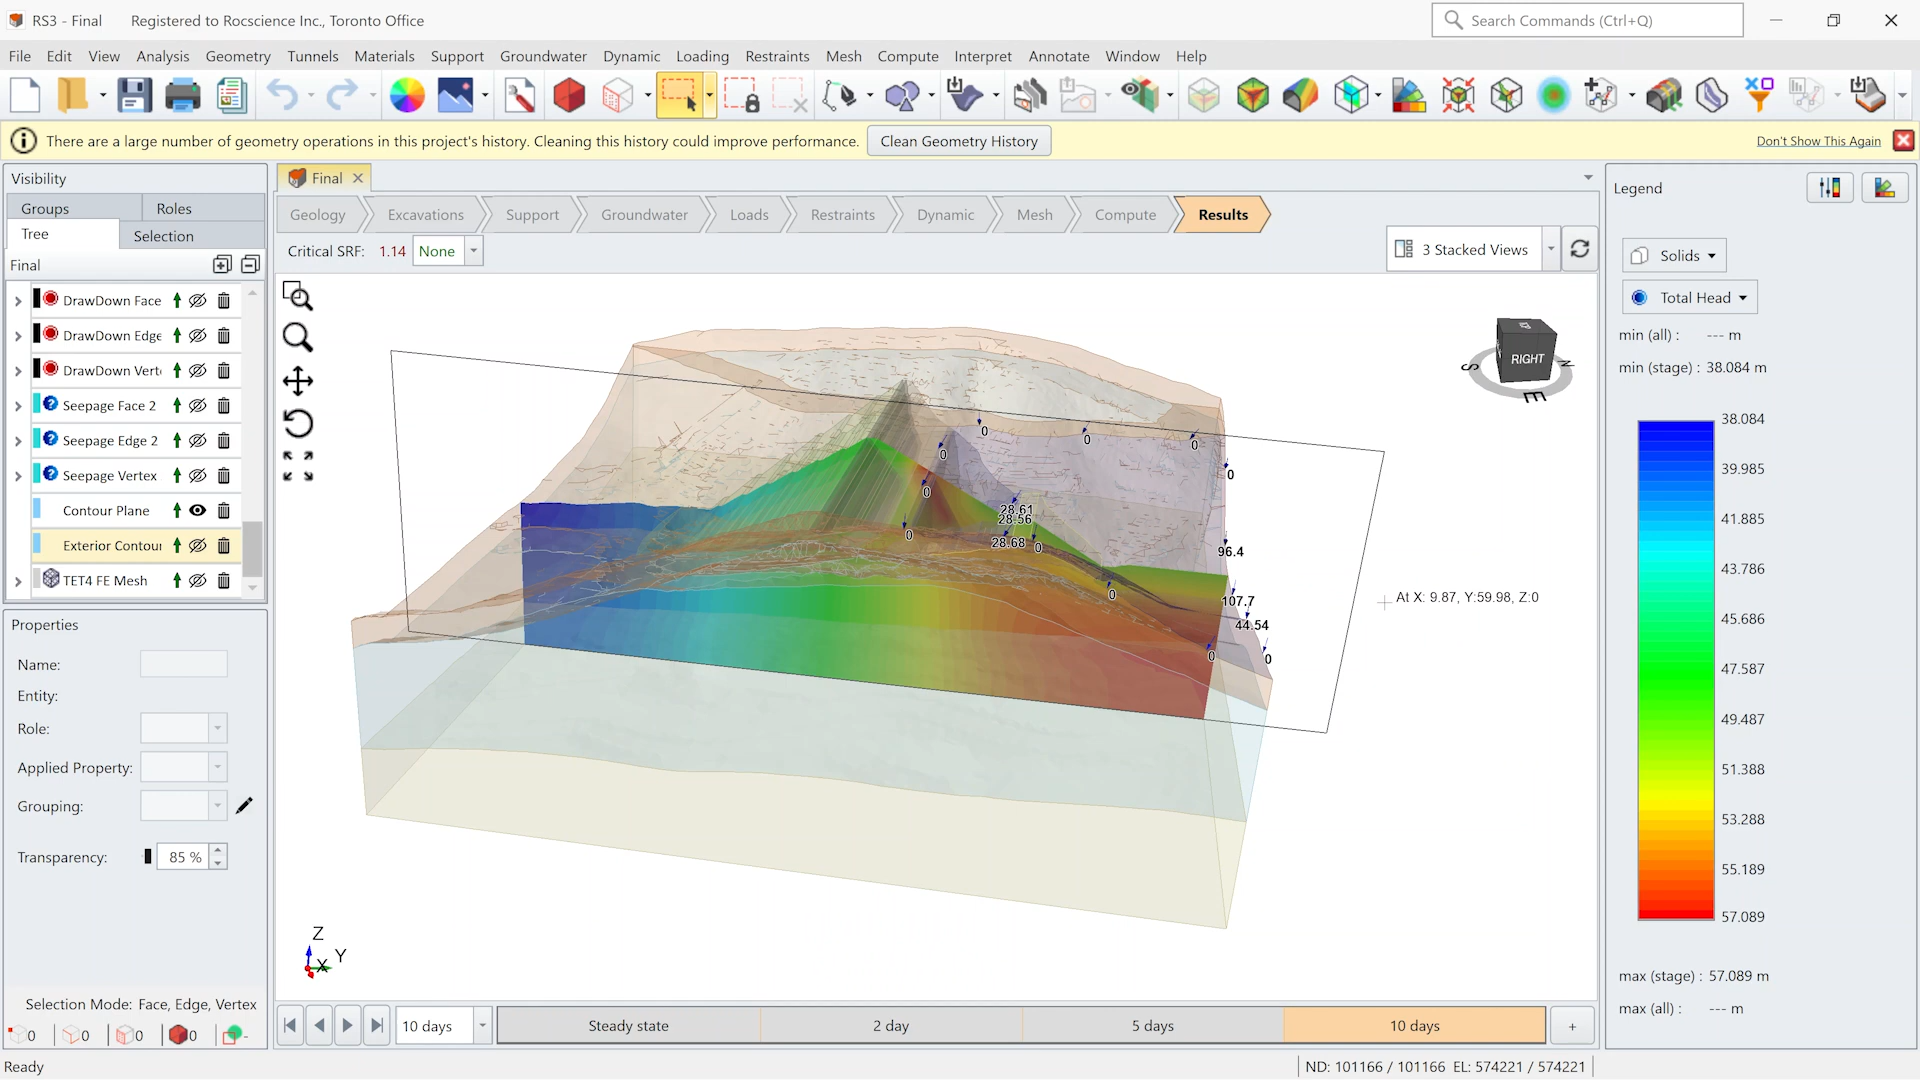 RS3 - Final Registered to Rocscience Inc., Toronto Office Search Commands (Ctrl+Q)
File Edit View Analysis Geometry Tunnels Materials Support Groundwater Dynamic Loading Restraints Mesh Compute Interpret Annotate Window Help
There are a large number of geometry operations in this project's history. Cleaning this history could improve performance. Clean Geometry History Don't Show This Again
Visibility
Groups Roles
Tree Selection
Final
DrawDown Face
DrawDown Edge
DrawDown Vert
Seepage Face 2
Seepage Edge 2
Seepage Vertex
Contour Plane
Exterior Contour
TET4 FE Mesh
Properties
Name:
Entity:
Role:
Applied Property:
Grouping:
Transparency: 85 %
Selection Mode: Face, Edge, Vertex
0 0 0 0 -
Ready
Final
Geology Excavations Support Groundwater Loads Restraints Dynamic Mesh Compute Results
Critical SRF: 1.14 None
3 Stacked Views
RIGHT
S
N
E
0
0
0
0
0
0
28.61
28.56
0
28.68
0
96.4
0
107.7
44.54
0
0
At X: 9.87, Y:59.98, Z:0
Z
Y
X
10 days Steady state 2 day 5 days 10 days +
ND: 101166 / 101166 EL: 574221 / 574221
Legend
Solids
Total Head
min (all) : --- m
min (stage) : 38.084 m
38.084
39.985
41.885
43.786
45.686
47.587
49.487
51.388
53.288
55.189
57.089
max (stage) : 57.089 m
max (all) : --- m